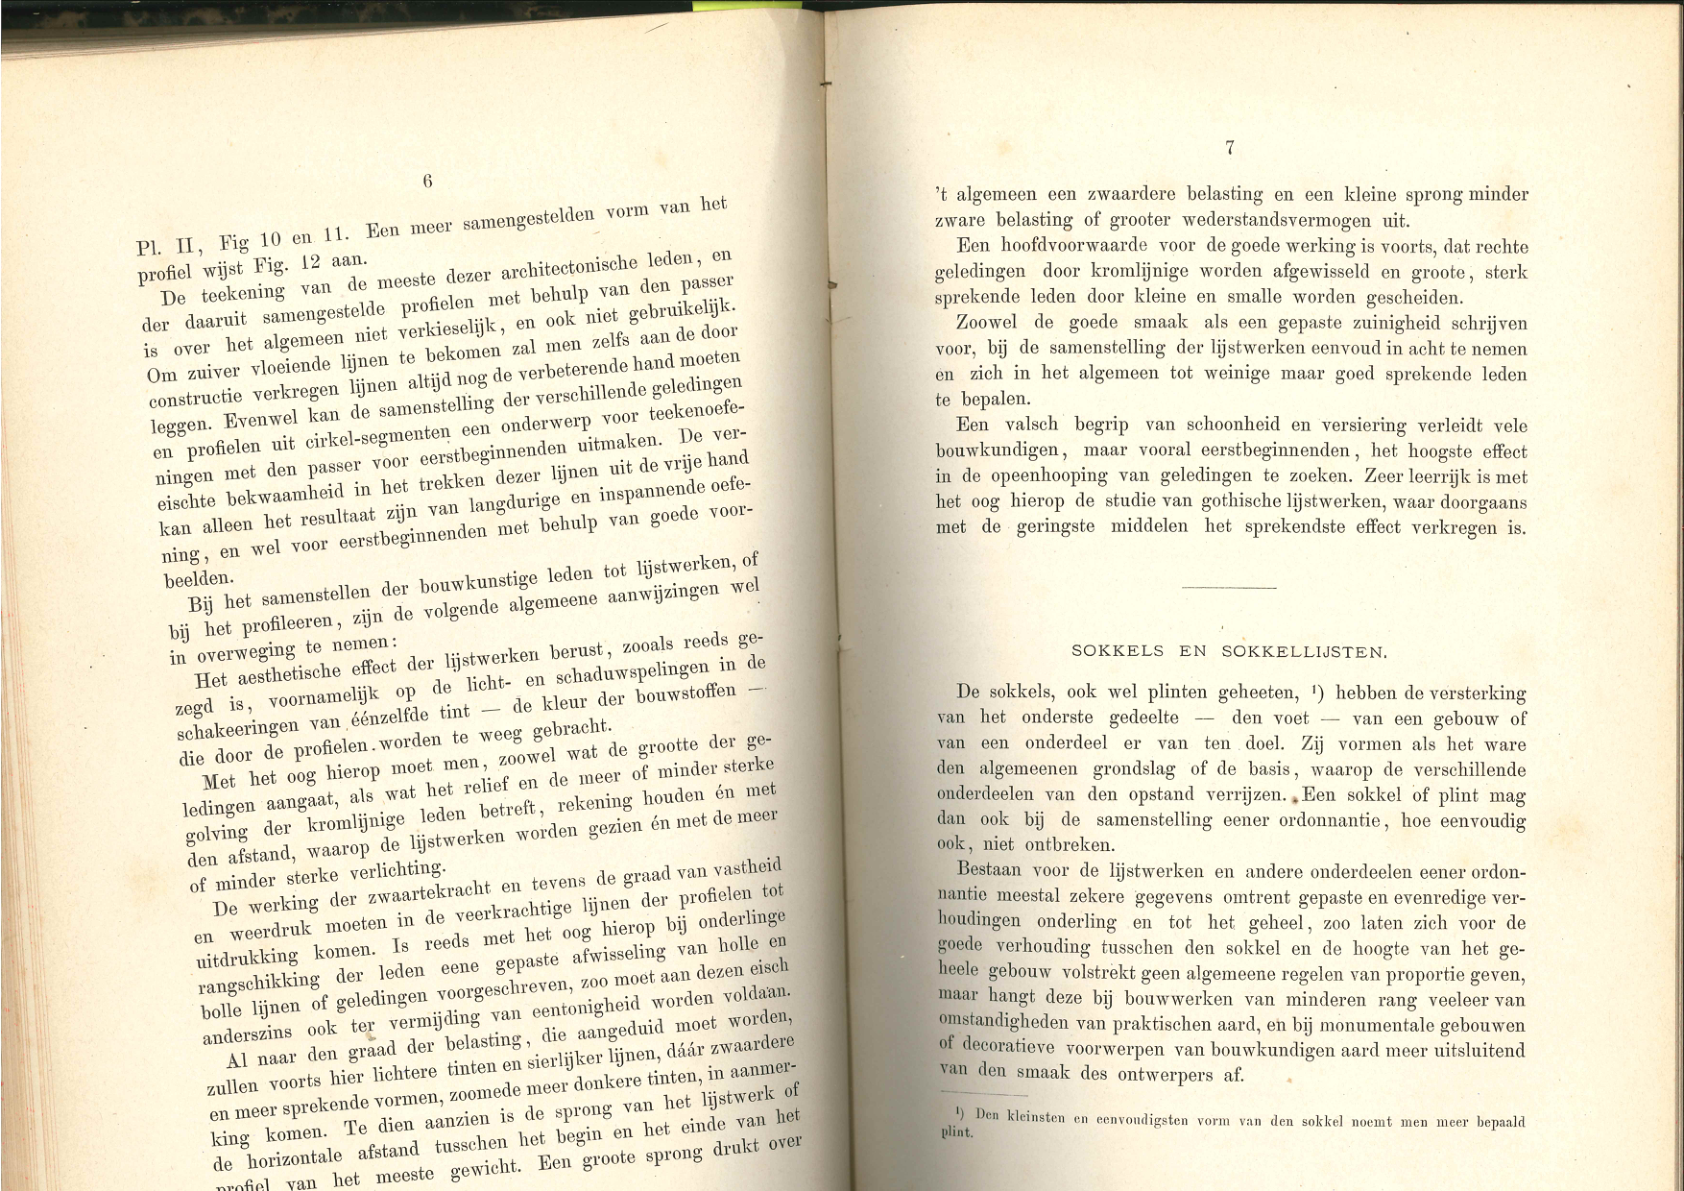 6
Pl. II, Fig 10 en 11. Een meer samengestelden vorm van het
profiel wijst Fig. 12 aan.
De teekening van de meeste dezer architectonische leden, en
der daaruit samengestelde profielen met behulp van den passer
is over het algemeen niet verkieselijk, en ook niet gebruikelijk.
Om zuiver vloeiende lijnen te bekomen zal men zelfs aan de door
constructie verkregen lijnen altijd nog de verbeterende hand moeten
leggen. Evenwel kan de samenstelling der verschillende geledingen
en profielen uit cirkel-segmenten een onderwerp voor teekenoefe-
ningen met den passer voor eerstbeginnenden uitmaken. De ver-
eischte bekwaamheid in het trekken dezer lijnen uit de vrije hand
kan alleen het resultaat zijn van langdurige en inspannende oefe-
ning, en wel voor eerstbeginnenden met behulp van goede voor-
beelden.
Bij het samenstellen der bouwkunstige leden tot lijstwerken, of
bij het profileeren, zijn de volgende algemeene aanwijzingen wel
in overweging te nemen:
Het aesthetische effect der lijstwerken berust, zooals reeds ge-
zegd is, voornamelijk op de licht- en schaduwspelingen in de
schakeeringen van éénzelfde tint — de kleur der bouwstoffen —
die door de profielen worden te weeg gebracht.
Met het oog hierop moet men, zoowel wat de grootte der ge-
ledingen aangaat, als wat het relief en de meer of minder sterke
golving der kromlijnige leden betreft, rekening houden én met
den afstand, waarop de lijstwerken worden gezien én met de meer
of minder sterke verlichting.
De werking der zwaartekracht en tevens de graad van vastheid
en weerdruk moeten in de veerkrachtige lijnen der profielen tot
uitdrukking komen. Is reeds met het oog hierop bij onderlinge
rangschikking der leden eene gepaste afwisseling van holle en
bolle lijnen of geledingen voorgeschreven, zoo moet aan dezen eisch
anderszins ook ter vermijding van eentonigheid worden voldaan.
Al naar den graad der belasting, die aangeduid moet worden,
zullen voorts hier lichtere tinten en sierlijker lijnen, dáár zwaardere
en meer sprekende vormen, zoomede meer donkere tinten, in aanmer-
king komen. Te dien aanzien is de sprong van het lijstwerk of
de horizontale afstand tusschen het begin en het einde van het
profiel van het meeste gewicht. Een groote sprong drukt over
7
't algemeen een zwaardere belasting en een kleine sprong minder
zware belasting of grooter wederstandsvermogen uit.
Een hoofdvoorwaarde voor de goede werking is voorts, dat rechte
geledingen door kromlijnige worden afgewisseld en groote, sterk
sprekende leden door kleine en smalle worden gescheiden.
Zoowel de goede smaak als een gepaste zuinigheid schrijven
voor, bij de samenstelling der lijstwerken eenvoud in acht te nemen
en zich in het algemeen tot weinige maar goed sprekende leden
te bepalen.
Een valsch begrip van schoonheid en versiering verleidt vele
bouwkundigen, maar vooral eerstbeginnenden, het hoogste effect
in de opeenhooping van geledingen te zoeken. Zeer leerrijk is met
het oog hierop de studie van gothische lijstwerken, waar doorgaans
met de geringste middelen het sprekendste effect verkregen is.
SOKKELS EN SOKKELLIJSTEN.
De sokkels, ook wel plinten geheeten, ¹) hebben de versterking
van het onderste gedeelte — den voet — van een gebouw of
van een onderdeel er van ten doel. Zij vormen als het ware
den algemeenen grondslag of de basis, waarop de verschillende
onderdeelen van den opstand verrijzen. Een sokkel of plint mag
dan ook bij de samenstelling eener ordonnantie, hoe eenvoudig
ook, niet ontbreken.
Bestaan voor de lijstwerken en andere onderdeelen eener ordon-
nantie meestal zekere gegevens omtrent gepaste en evenredige ver-
houdingen onderling en tot het geheel, zoo laten zich voor de
goede verhouding tusschen den sokkel en de hoogte van het ge-
heele gebouw volstrekt geen algemeene regelen van proportie geven,
maar hangt deze bij bouwwerken van minderen rang veeleer van
omstandigheden van praktischen aard, en bij monumentale gebouwen
of decoratieve voorwerpen van bouwkundigen aard meer uitsluitend
van den smaak des ontwerpers af.
¹) Den kleinsten en eenvoudigsten vorm van den sokkel noemt men meer bepaald
plint.